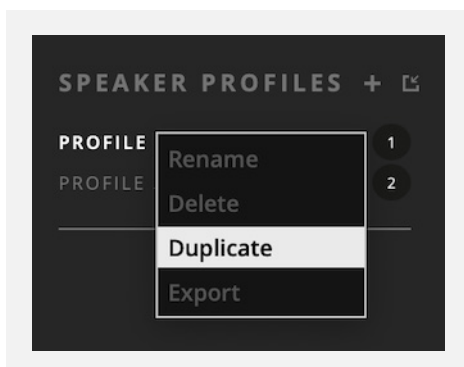 SPEAKER PROFILES +
PROFILE 1
Rename
PROFILE 2
Delete
Duplicate
Export